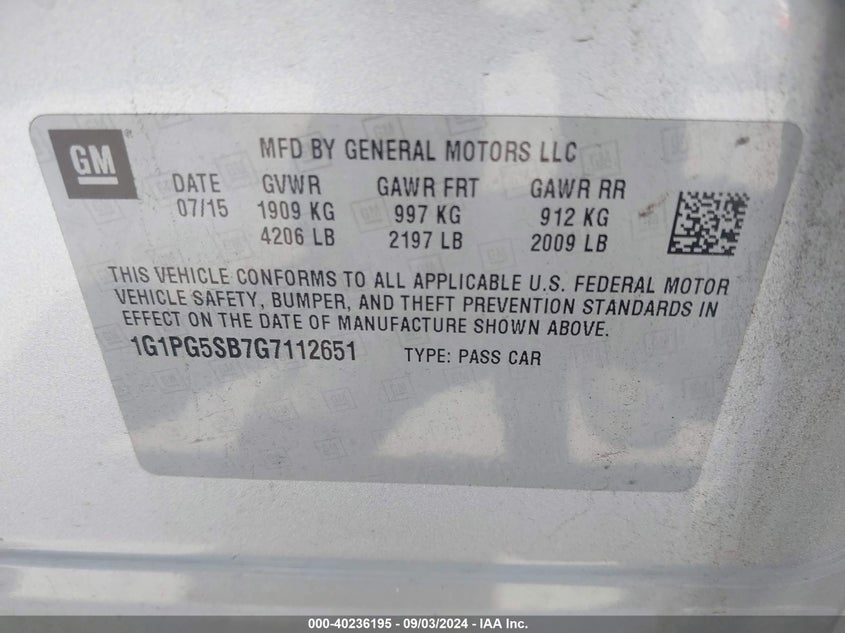 GM
MFD BY GENERAL MOTORS LLC
DATE GVWR GAWR FRT GAWR RR
07/15 1909 KG 997 KG 912 KG
4206 LB 2197 LB 2009 LB
THIS VEHICLE CONFORMS TO ALL APPLICABLE U.S. FEDERAL MOTOR
VEHICLE SAFETY, BUMPER, AND THEFT PREVENTION STANDARDS IN
EFFECT ON THE DATE OF MANUFACTURE SHOWN ABOVE.
1G1PG5SB7G7112651 TYPE: PASS CAR
000-40236195 - 09/03/2024 - IAA Inc.